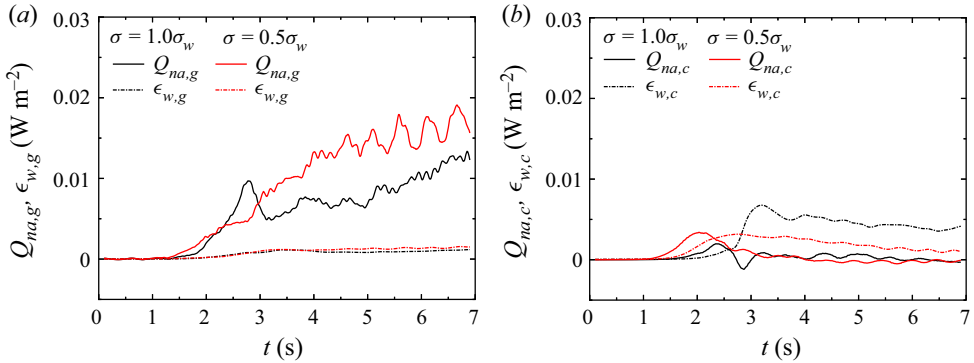 (a)
0.03
σ = 1.0σw σ = 0.5σw
Qna,g Qna,g
ϵw,g ϵw,g
0.02
0.01
0
Qna,g, ϵw,g (W m−2)
0 1 2 3 4 5 6 7
t (s)
(b)
0.03
σ = 1.0σw σ = 0.5σw
Qna,c Qna,c
ϵw,c ϵw,c
0.02
0.01
0
Qna,c, ϵw,c (W m−2)
0 1 2 3 4 5 6 7
t (s)